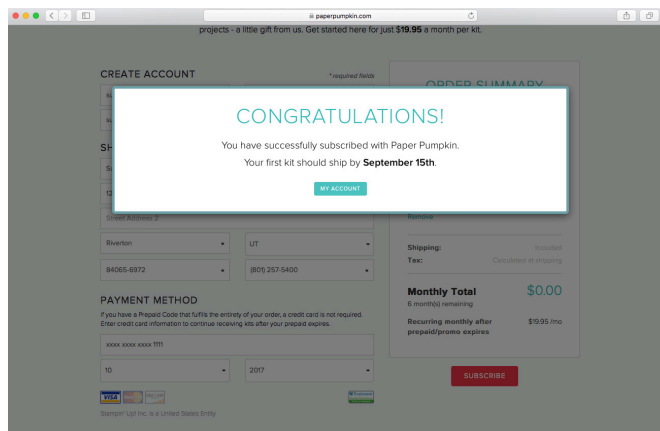 paperpumpkin.com
projects - a little gift from us. Get started here for just $19.95 a month per kit.
CREATE ACCOUNT
* required fields
ORDER SUMMARY
CONGRATULATIONS!
You have successfully subscribed with Paper Pumpkin.
Your first kit should ship by September 15th.
MY ACCOUNT
Street Address 2
Remove
Riverton
UT
84065-6972
(801) 257-5400
Shipping: Included
Tax: Calculated at shipping
Monthly Total $0.00
6 month(s) remaining
Recurring monthly after $19.95 /mo
prepaid/promo expires
PAYMENT METHOD
If you have a Prepaid Code that fulfills the entirety of your order, a credit card is not required.
Enter credit card information to continue receiving kits after your prepaid expires.
xxxx xxxx xxxx 1111
10
2017
SUBSCRIBE
VISA
Stampin' Up! Inc. is a United States Entity